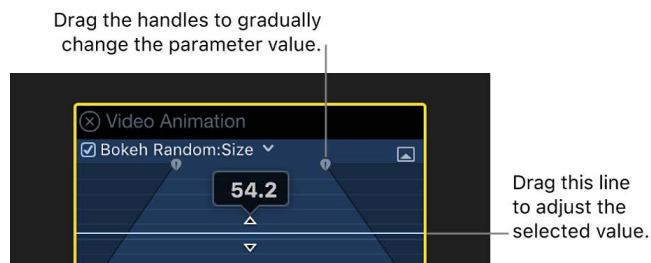 Drag the handles to gradually
change the parameter value.
Video Animation
Bokeh Random:Size
54.2
Drag this line
to adjust the
selected value.